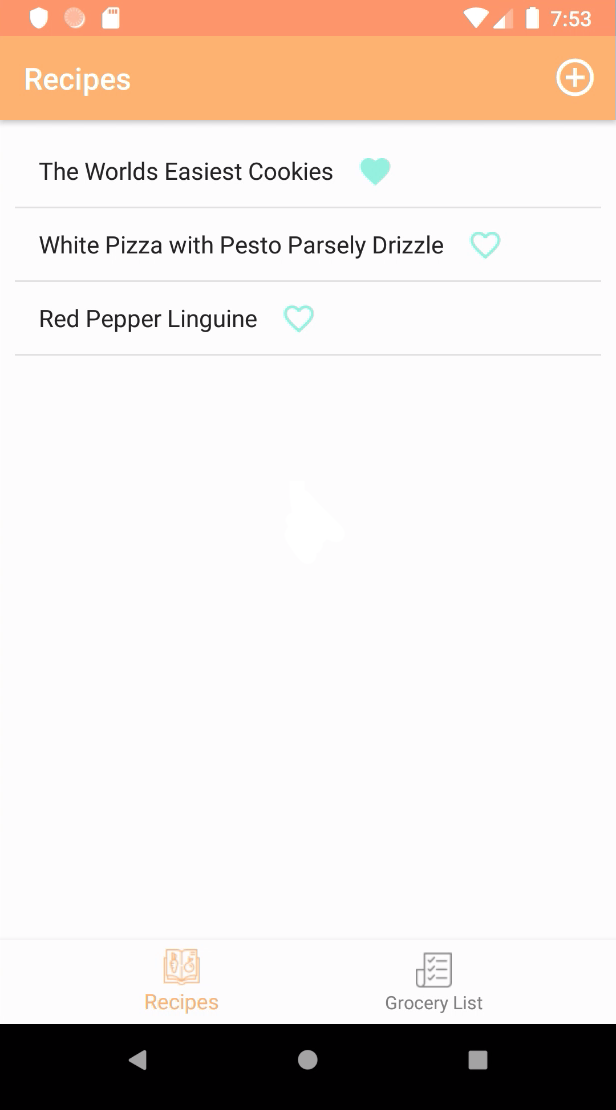 7:53
Recipes
The Worlds Easiest Cookies
White Pizza with Pesto Parsely Drizzle
Red Pepper Linguine
Recipes
Grocery List